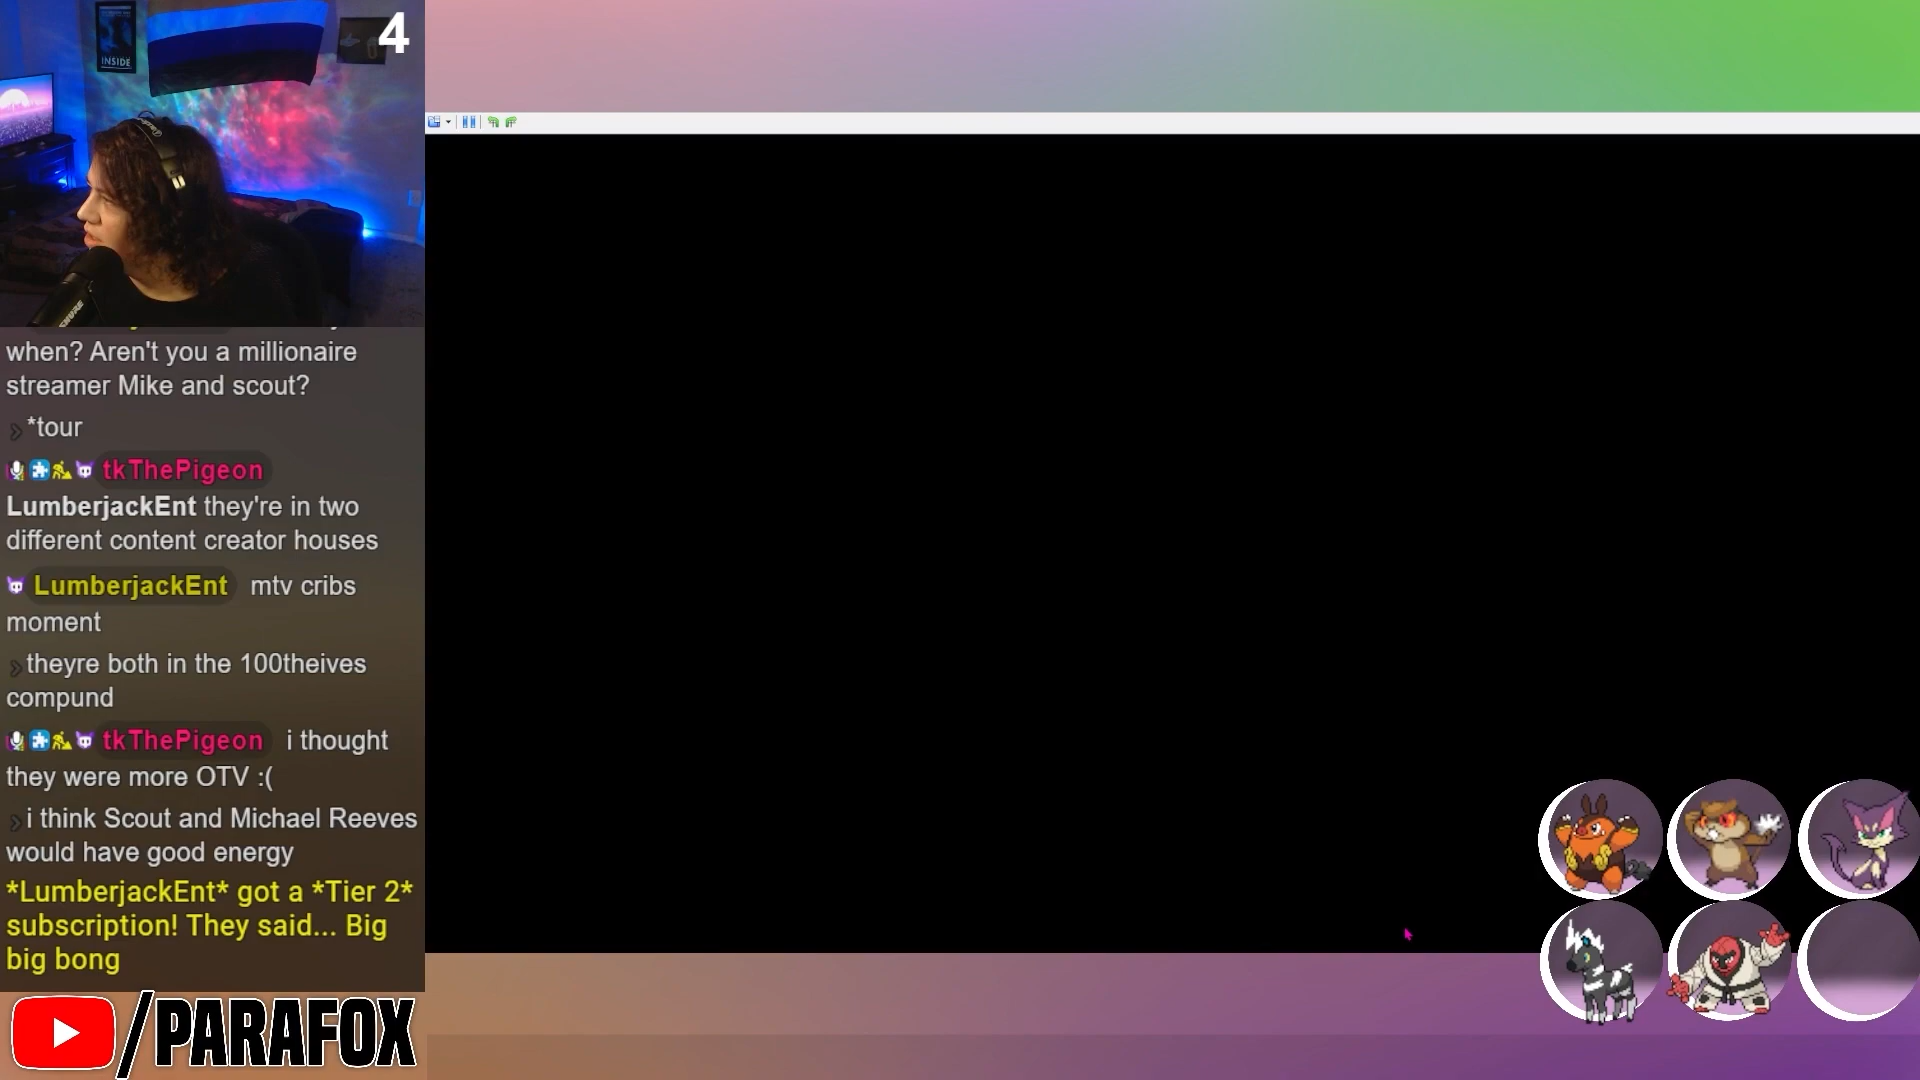 INSIDE
4
SHURE
when? Aren't you a millionaire
streamer Mike and scout?
*tour
tkThePigeon
LumberjackEnt they're in two
different content creator houses
LumberjackEnt mtv cribs
moment
theyre both in the 100theives
compund
tkThePigeon i thought
they were more OTV :(
i think Scout and Michael Reeves
would have good energy
*LumberjackEnt* got a *Tier 2*
subscription! They said... Big
big bong
/PARAFOX